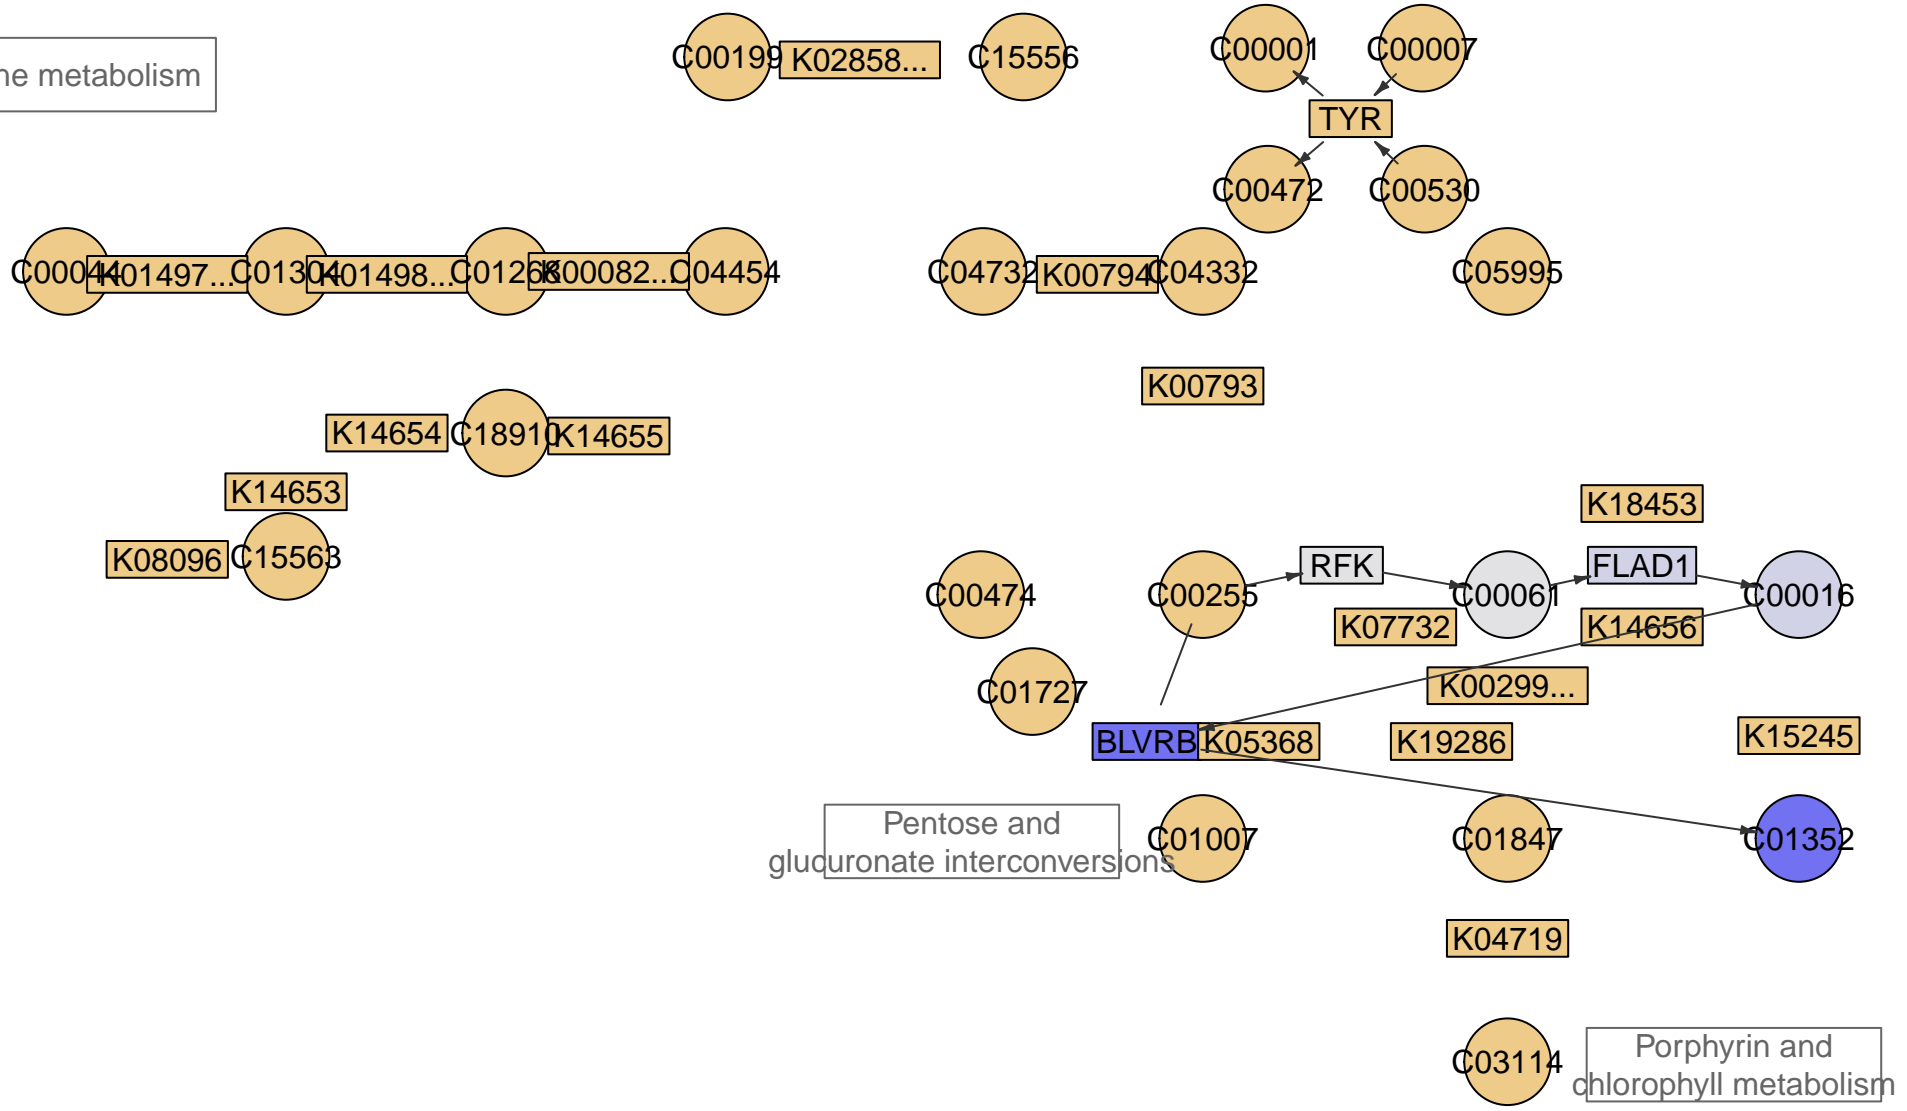 C00199
K02858...
C15556
C00001
C00007
ne metabolism
TYR
C00472
C00530
C00044
K01497...
C01304
K01498...
C01268
K00082...
C04454
C04732
K00794
C04332
C05995
K00793
K14654
C18910
K14655
K14653
K18453
K08096
C15563
RFK
FLAD1
C00474
C00255
C00061
C00016
K07732
K14656
C01727
K00299...
BLVRB
K05368
K19286
K15245
Pentose and
glucuronate interconversions
C01007
C01847
C01352
K04719
C03114
Porphyrin and
chlorophyll metabolism